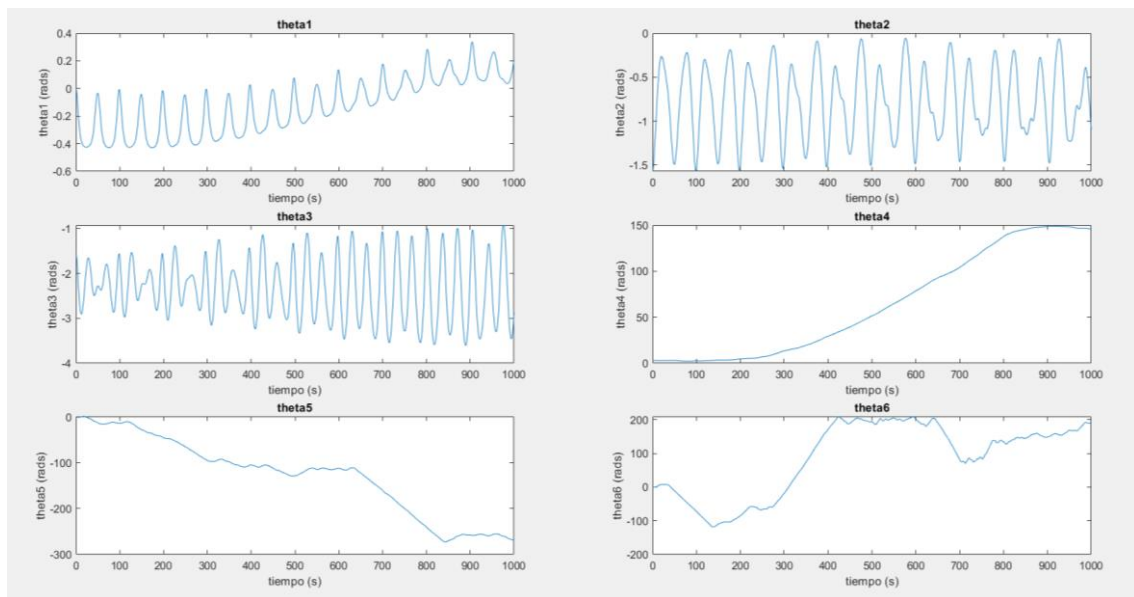 theta1
theta1 (rads)
0.4
0.2
0
-0.2
-0.4
-0.6
0 100 200 300 400 500 600 700 800 900 1000
tiempo (s)
theta2
theta2 (rads)
0
-0.5
-1
-1.5
0 100 200 300 400 500 600 700 800 900 1000
tiempo (s)
theta3
theta3 (rads)
-1
-2
-3
-4
0 100 200 300 400 500 600 700 800 900 1000
tiempo (s)
theta4
theta4 (rads)
150
100
50
0
0 100 200 300 400 500 600 700 800 900 1000
tiempo (s)
theta5
theta5 (rads)
0
-100
-200
-300
0 100 200 300 400 500 600 700 800 900 1000
tiempo (s)
theta6
theta6 (rads)
200
100
0
-100
-200
0 100 200 300 400 500 600 700 800 900 1000
tiempo (s)